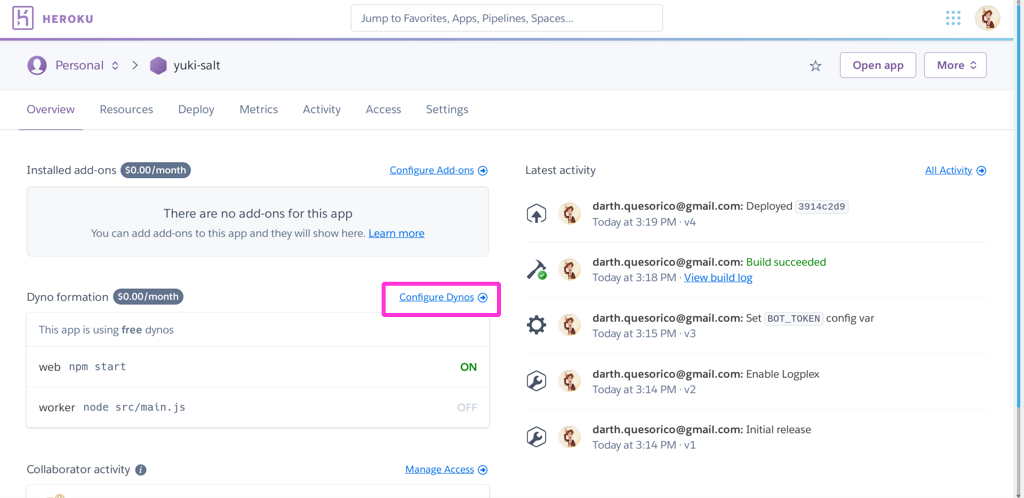 HEROKU
Jump to Favorites, Apps, Pipelines, Spaces...
Personal > yuki-salt
Open app
More
Overview Resources Deploy Metrics Activity Access Settings
Installed add-ons $0.00/month
Configure Add-ons
There are no add-ons for this app
You can add add-ons to this app and they will show here. Learn more
Dyno formation $0.00/month
Configure Dynos
This app is using free dynos
web npm start ON
worker node src/main.js OFF
Collaborator activity i
Manage Access
Latest activity
All Activity
darth.quesorico@gmail.com: Deployed 3914c2d9
Today at 3:19 PM · v4
darth.quesorico@gmail.com: Build succeeded
Today at 3:18 PM · View build log
darth.quesorico@gmail.com: Set BOT_TOKEN config var
Today at 3:15 PM · v3
darth.quesorico@gmail.com: Enable Logplex
Today at 3:14 PM · v2
darth.quesorico@gmail.com: Initial release
Today at 3:14 PM · v1